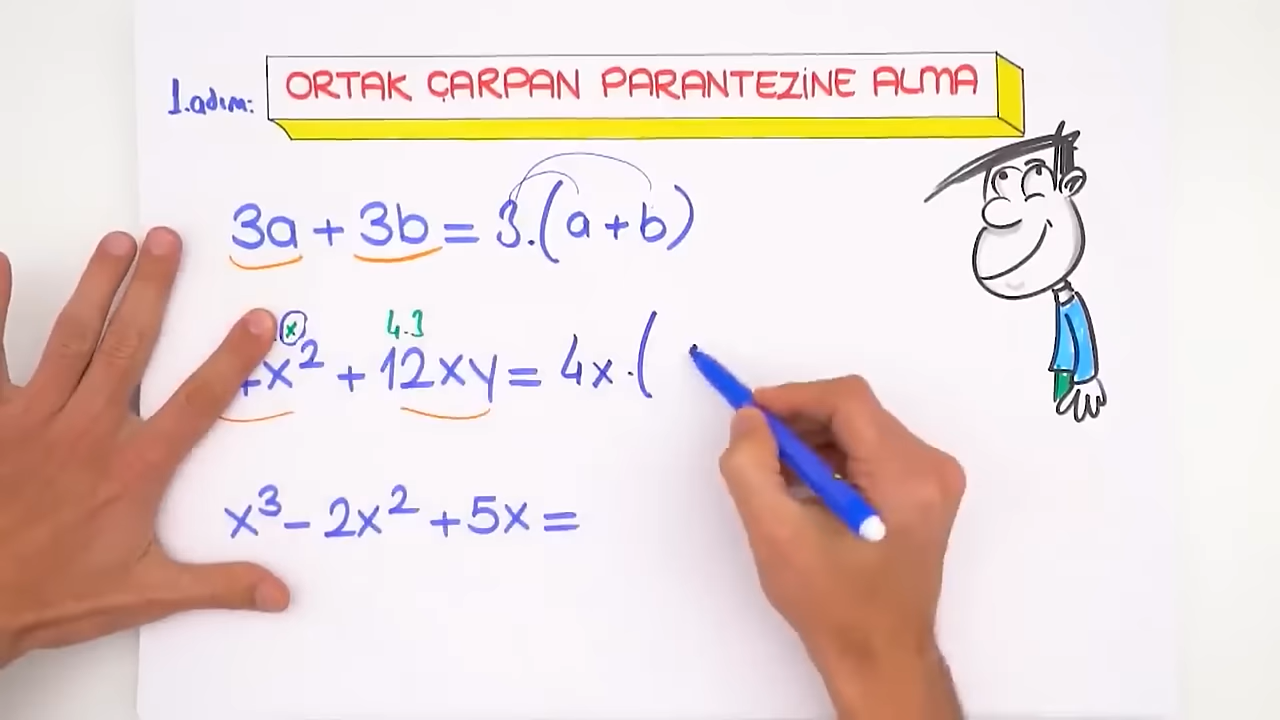 1.adım: ORTAK ÇARPAN PARANTEZİNE ALMA
3a + 3b = 3.(a+b)
x 4.3
x² + 12xy = 4x.(
x³ - 2x² + 5x =